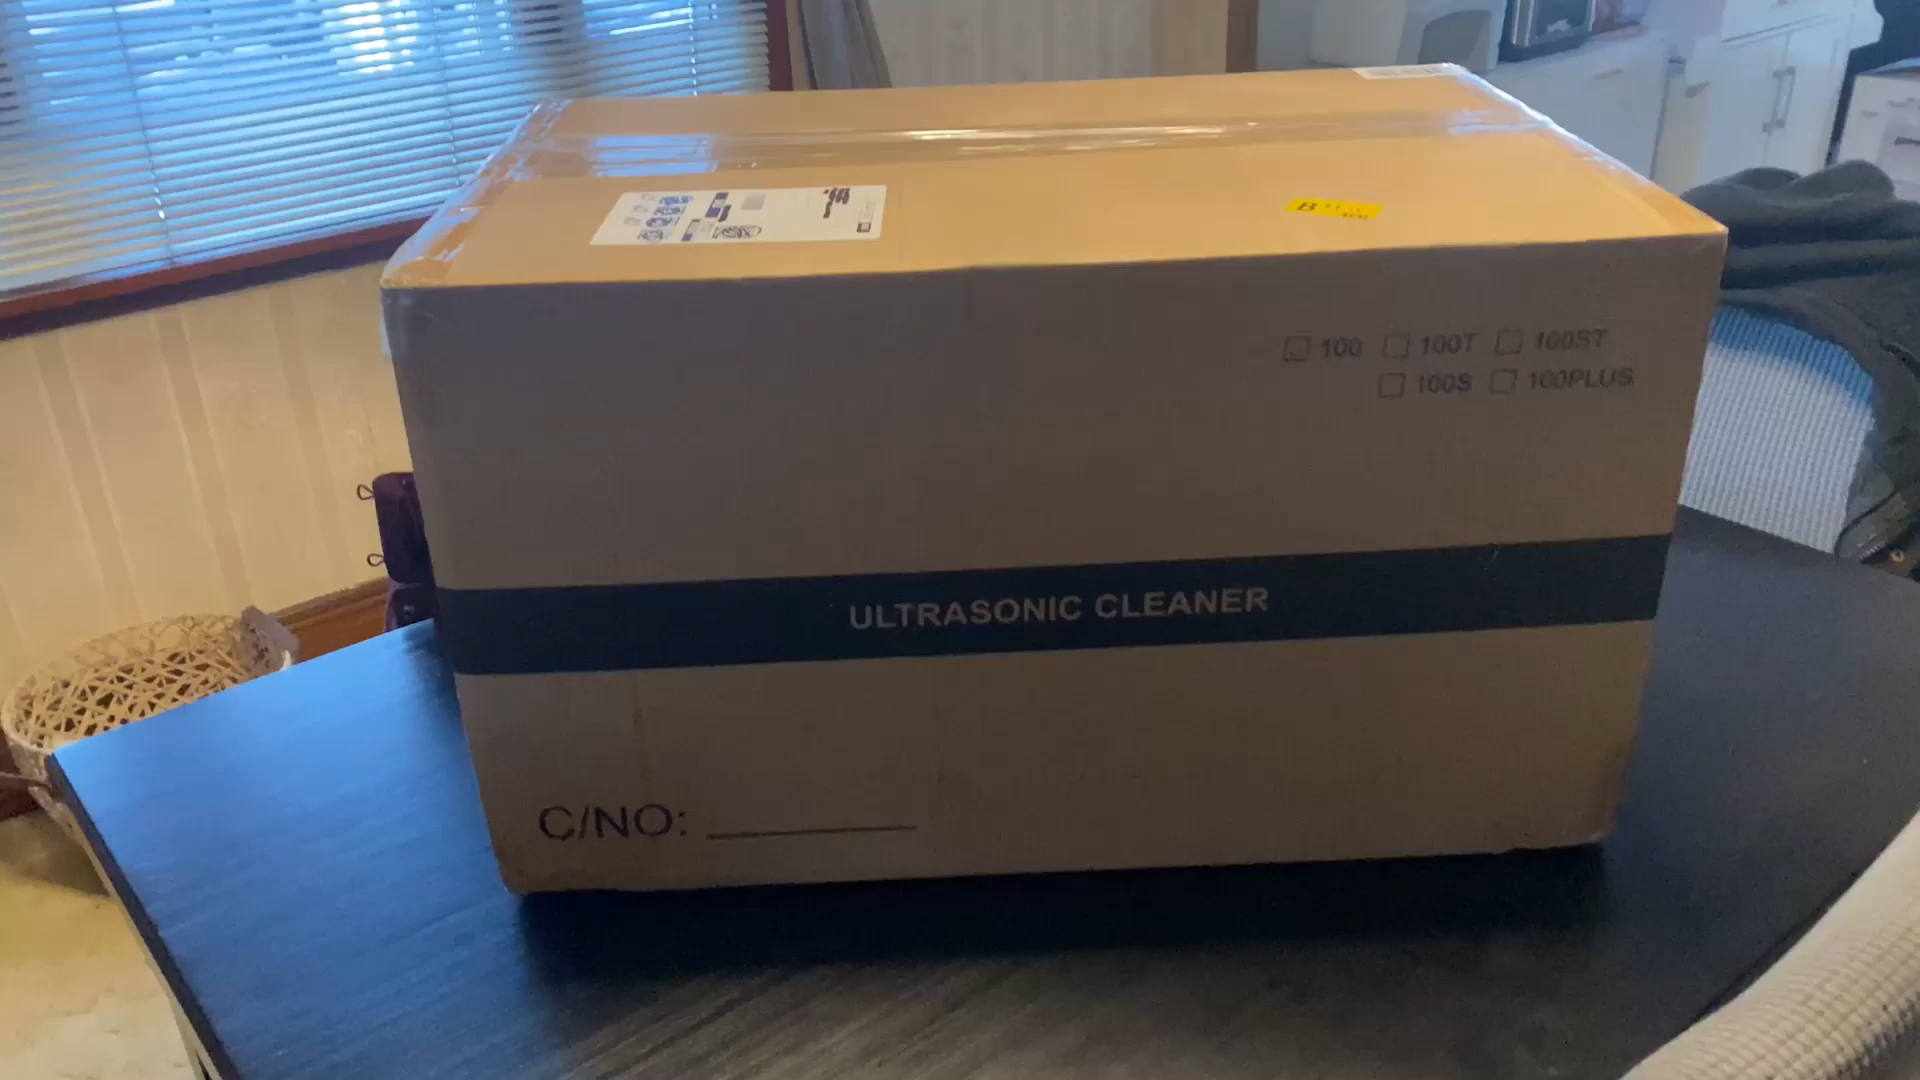 B
100 100T 100ST
100S 100PLUS
ULTRASONIC CLEANER
C/NO: